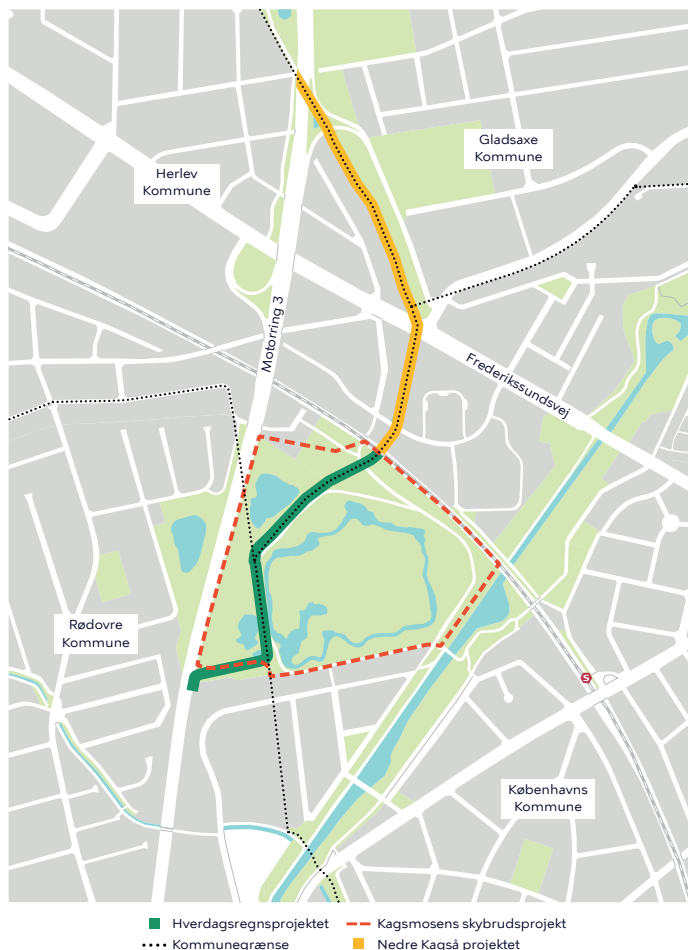 Gladsaxe
Kommune
Herlev
Kommune
Motorring 3
Frederikssundsvej
Rødovre
Kommune
S
Københavns
Kommune
Hverdagsregnsprojektet
Kagsmosens skybrudsprojekt
Kommunegrænse
Nedre Kagså projektet